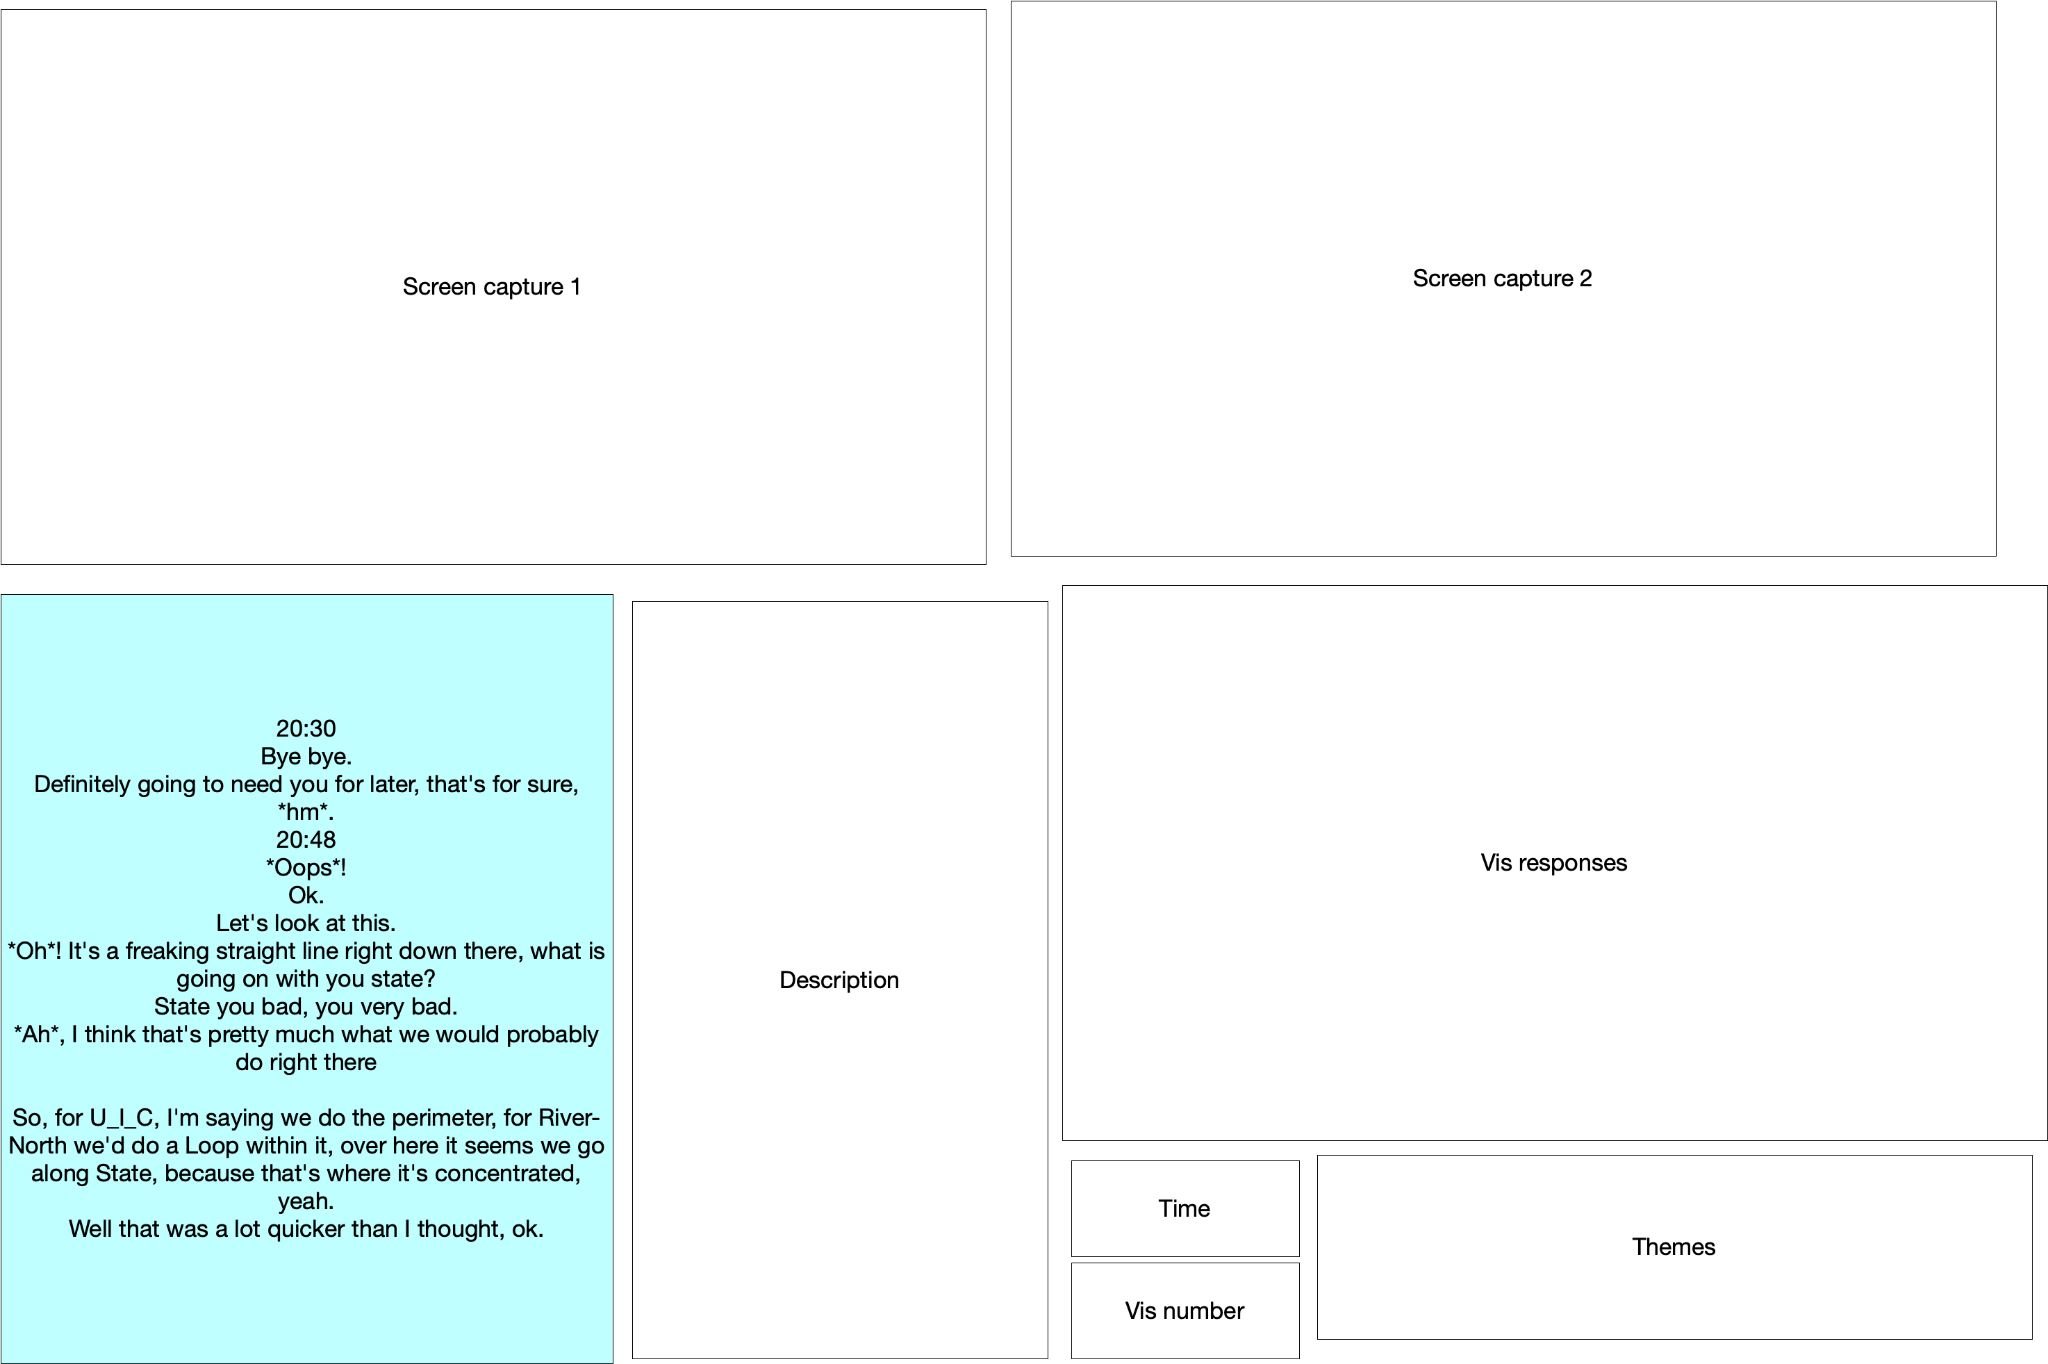 Screen capture 1
Screen capture 2
20:30
Bye bye.
Definitely going to need you for later, that's for sure,
*hm*.
20:48
*Oops*!
Ok.
Let's look at this.
*Oh*! It's a freaking straight line right down there, what is
going on with you state?
State you bad, you very bad.
*Ah*, I think that's pretty much what we would probably
do right there
So, for U_I_C, I'm saying we do the perimeter, for River-
North we'd do a Loop within it, over here it seems we go
along State, because that's where it's concentrated,
yeah.
Well that was a lot quicker than I thought, ok.
Description
Vis responses
Time
Vis number
Themes